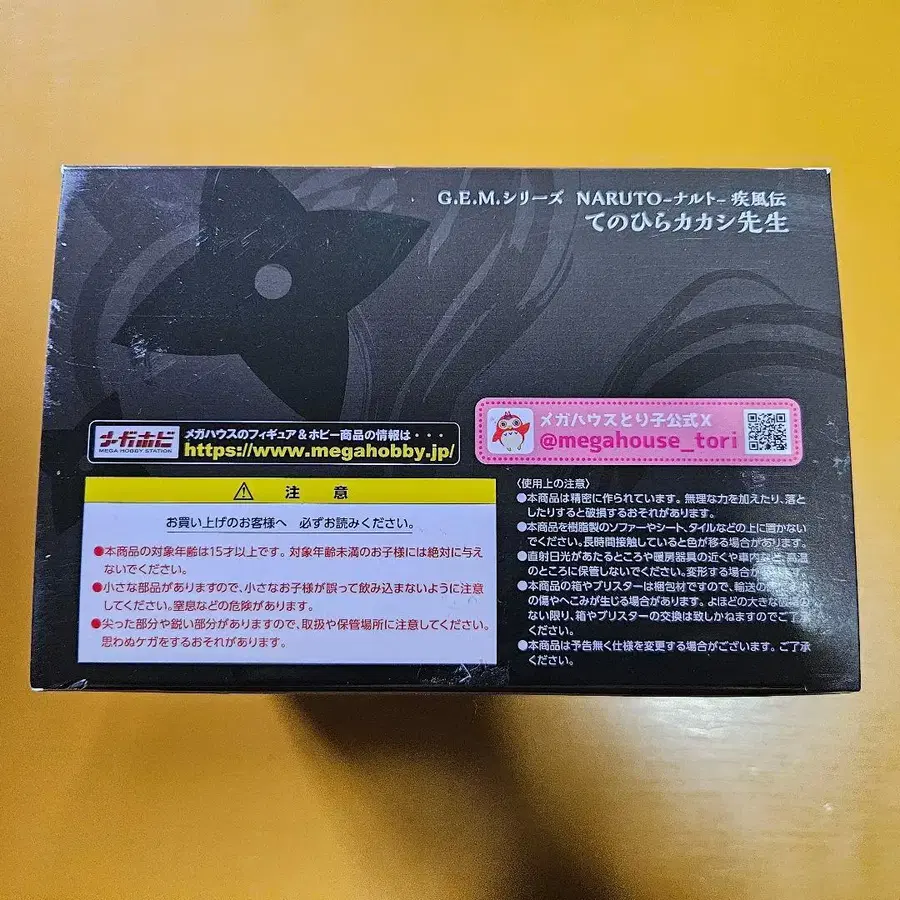 G.E.M.シリーズ NARUTO-ナルト- 疾風伝
てのひらカカシ先生
メガホビ
MEGA HOBBY STATION
メガハウスのフィギュア&ホビー商品の情報は・・・
https://www.megahobby.jp/
メガハウスとり子公式X
@megahouse_tori
注 意
お買い上げのお客様へ 必ずお読みください。
●本商品の対象年齢は15才以上です。対象年齢未満のお子様には絶対に与え
ないでください。
●小さな部品がありますので、小さなお子様が誤って飲み込まないように注意
してください。窒息などの危険があります。
●尖った部分や鋭い部分がありますので、取扱や保管場所に注意してください。
思わぬケガをするおそれがあります。
〈使用上の注意〉
●本商品は精密に作られています。無理な力を加えたり、落と
したりすると破損するおそれがあります。
●本商品を樹脂製のソファーやシート、タイルなどの上に置かない
でください。長時間接触していると色が移る場合があります。
●直射日光があたるところや暖房器具の近くや車内など、高温
のところに保管しないでください。変形する場合があります。
●本商品の箱やブリスターは梱包材ですので、輸送の
の傷やへこみが生じる場合があります。よほどの大きな
ない限り、箱やブリスターの交換は致しかねますのでご了承
ください。
●本商品は予告無く仕様を変更する場合がございます。ご了承
ください。